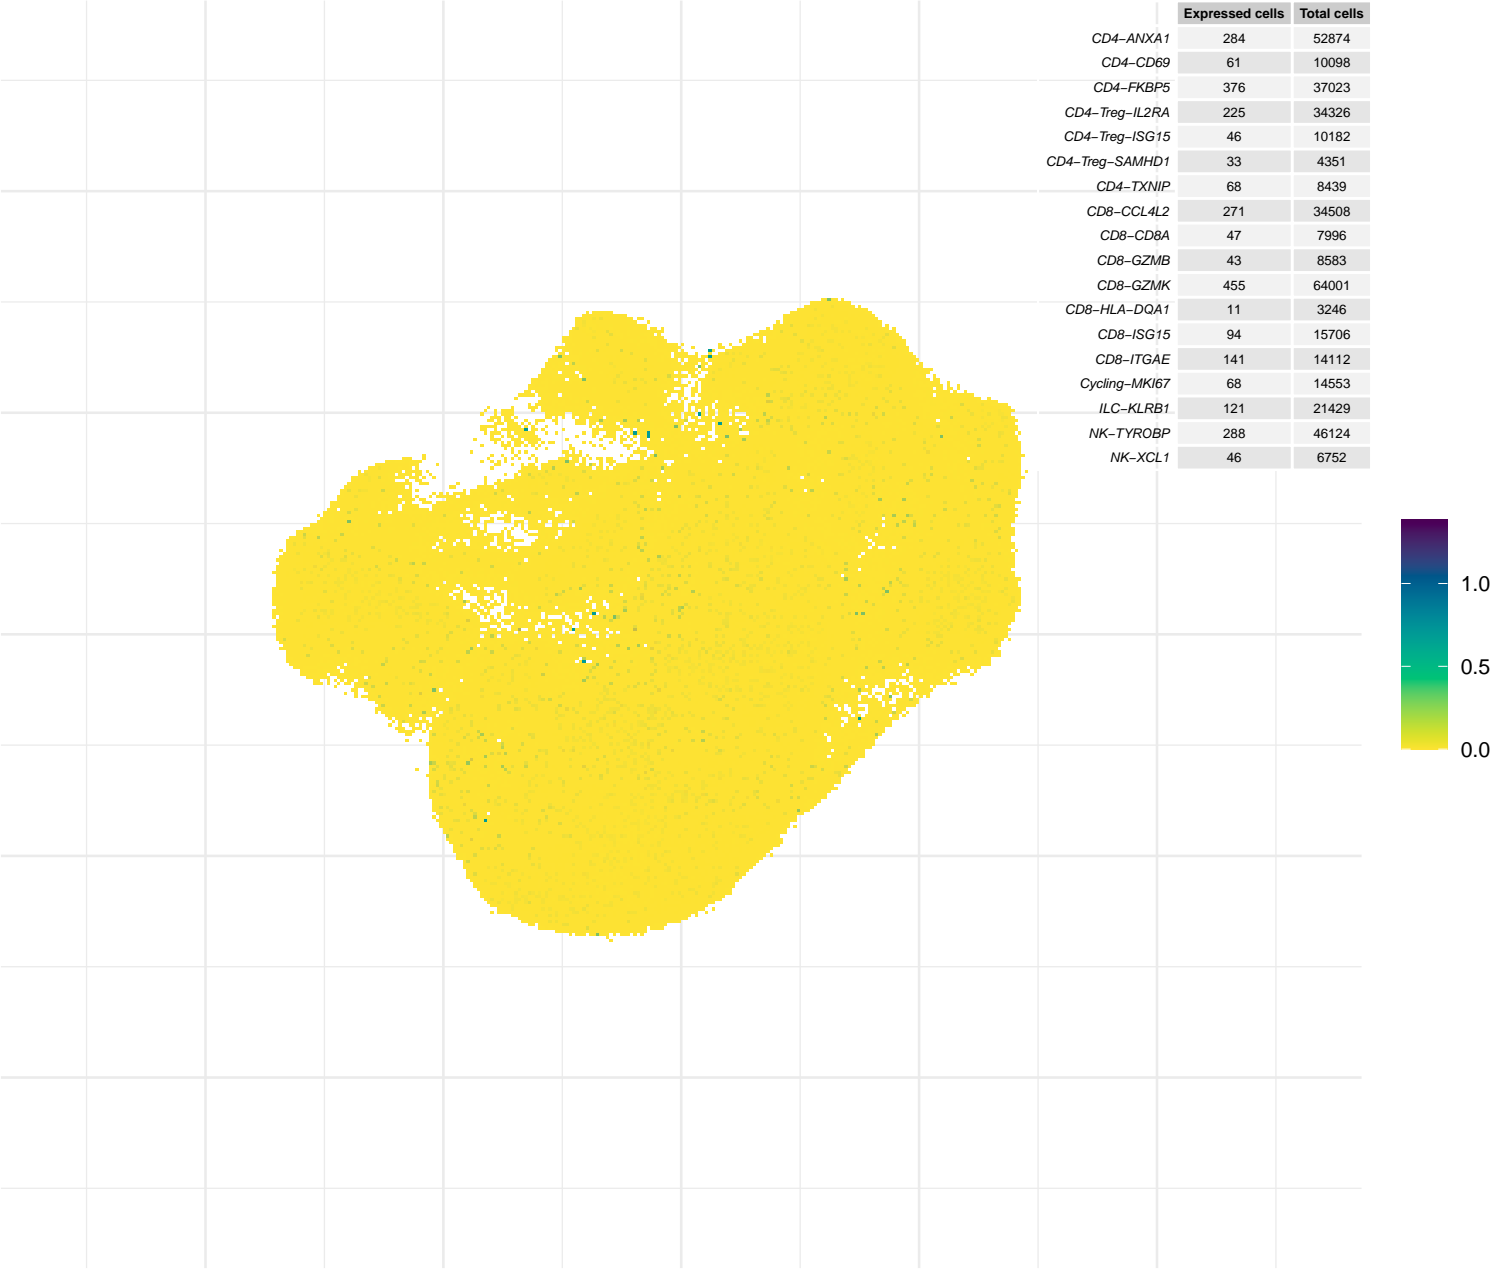 Expressed cells Total cells
CD4−ANXA1 284 52874
CD4−CD69 61 10098
CD4−FKBP5 376 37023
CD4−Treg−IL2RA 225 34326
CD4−Treg−ISG15 46 10182
CD4−Treg−SAMHD1 33 4351
CD4−TXNIP 68 8439
CD8−CCL4L2 271 34508
CD8−CD8A 47 7996
CD8−GZMB 43 8583
CD8−GZMK 455 64001
CD8−HLA−DQA1 11 3246
CD8−ISG15 94 15706
CD8−ITGAE 141 14112
Cycling−MKI67 68 14553
ILC−KLRB1 121 21429
NK−TYROBP 288 46124
NK−XCL1 46 6752
1.0
0.5
0.0